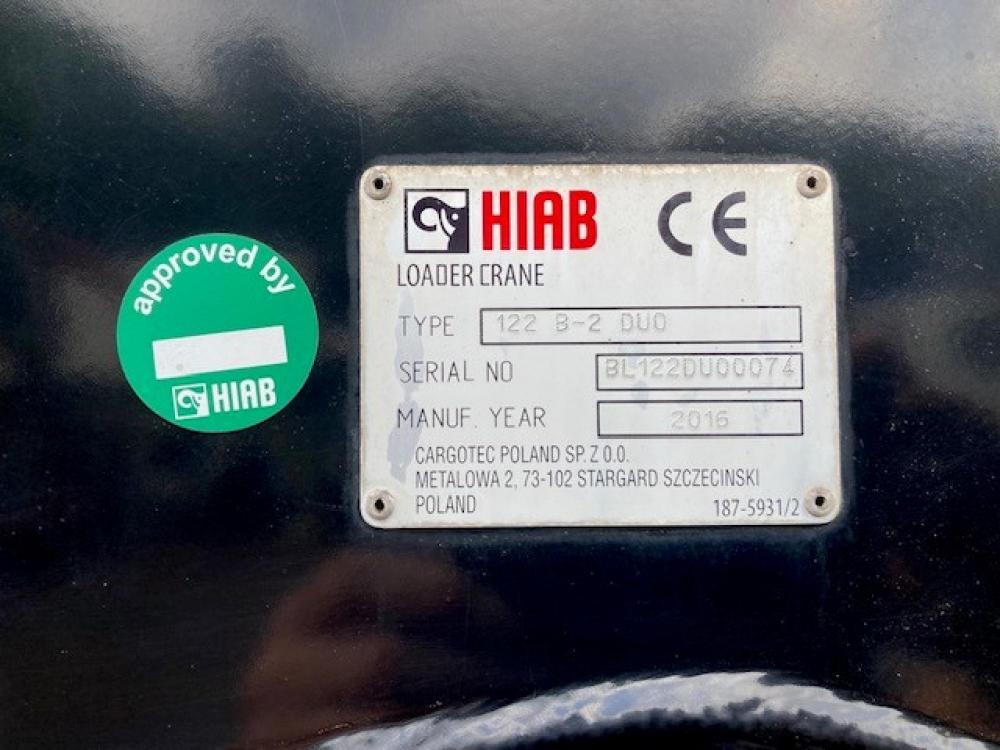 approved by
HIAB
HIAB CE
LOADER CRANE
TYPE 122 B-2 DUO
SERIAL NO BL122DU00074
MANUF. YEAR 2016
CARGOTEC POLAND SP. Z O.O.
METALOWA 2, 73-102 STARGARD SZCZECINSKI
POLAND 187-5931/2